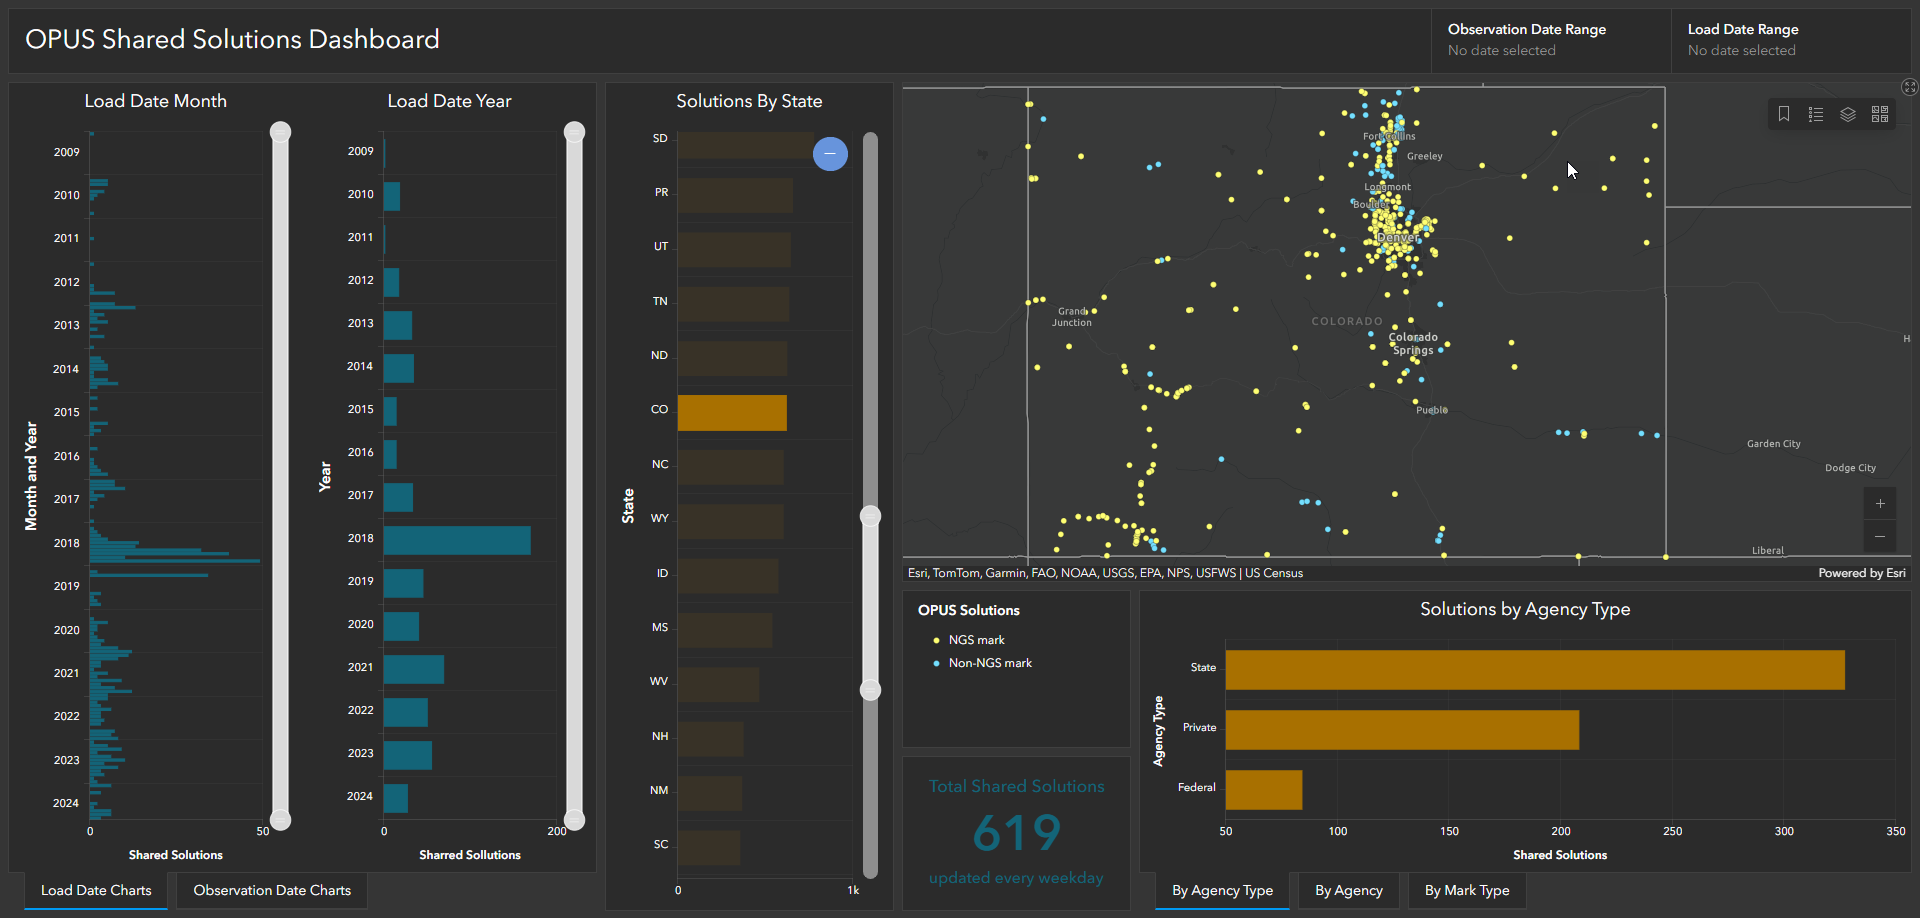 OPUS Shared Solutions Dashboard
Observation Date Range
No date selected
Load Date Range
No date selected
Load Date Month
Month and Year
2009
2010
2011
2012
2013
2014
2015
2016
2017
2018
2019
2020
2021
2022
2023
2024
0 50
Shared Solutions
Load Date Year
Year
2009
2010
2011
2012
2013
2014
2015
2016
2017
2018
2019
2020
2021
2022
2023
2024
0 200
Sharred Sollutions
Load Date Charts
Observation Date Charts
Solutions By State
State
SD
PR
UT
TN
ND
CO
NC
WY
ID
MS
WV
NH
NM
SC
0 1k
Fort Collins
Greeley
Longmont
Boulder
Denver
Grand
Junction
COLORADO
Colorado
Springs
Pueblo
Garden City
Dodge City
H
Liberal
Esri, TomTom, Garmin, FAO, NOAA, USGS, EPA, NPS, USFWS | US Census
Powered by Esri
OPUS Solutions
NGS mark
Non-NGS mark
Total Shared Solutions
619
updated every weekday
Solutions by Agency Type
Agency Type
State
Private
Federal
50 100 150 200 250 300 350
Shared Solutions
By Agency Type
By Agency
By Mark Type